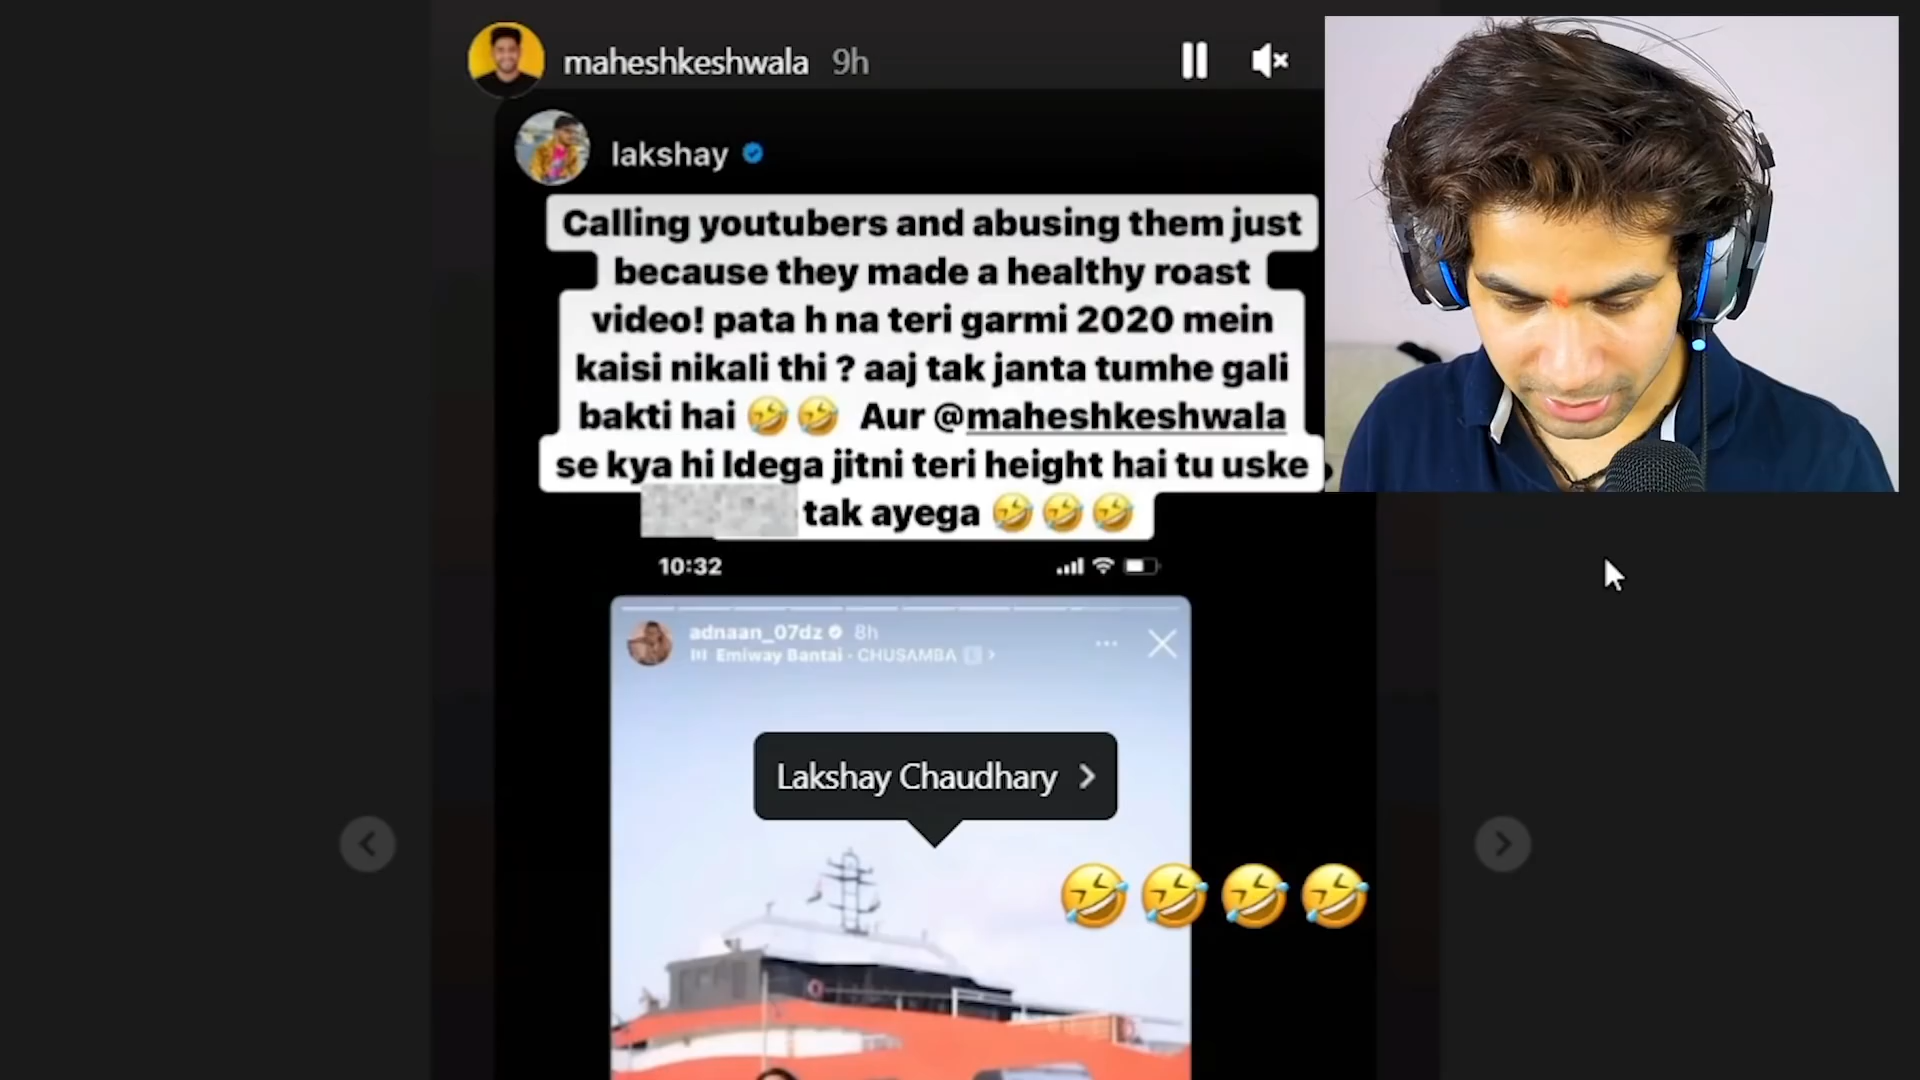 maheshkeshwala 9h
lakshay
Calling youtubers and abusing them just
because they made a healthy roast
video! pata h na teri garmi 2020 mein
kaisi nikali thi ? aaj tak janta tumhe gali
bakti hai 🤣🤣 Aur @maheshkeshwala
se kya hi ldega jitni teri height hai tu uske
tak ayega 🤣🤣🤣
10:32
adnaan_07dz 8h
Emiway Bantai · CHUSAMBA E >
Lakshay Chaudhary >
🤣🤣🤣🤣